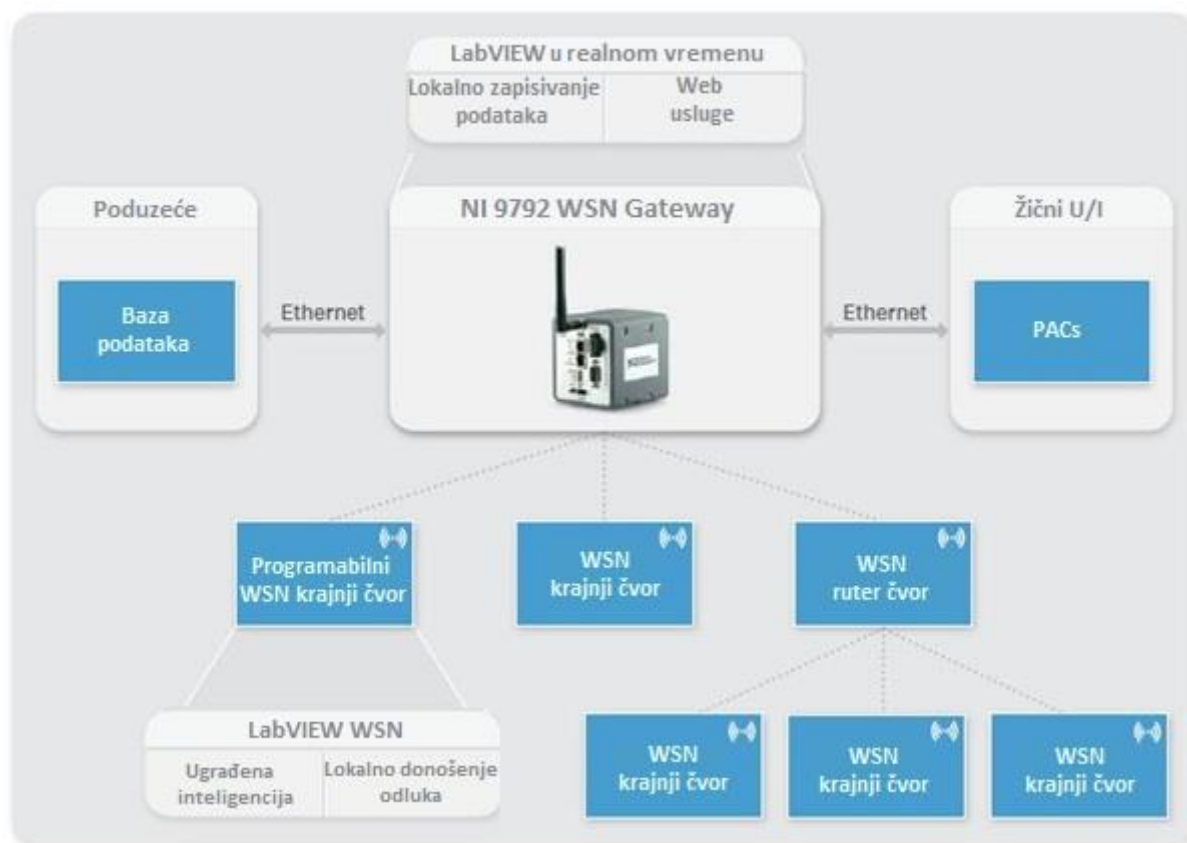 LabVIEW u realnom vremenu
Lokalno zapisivanje
podataka
Web
usluge
Poduzeće
NI 9792 WSN Gateway
Žični U/I
Baza
podataka
Ethernet
Ethernet
PACs
Programabilni
WSN krajnji čvor
WSN
krajnji čvor
WSN
ruter čvor
LabVIEW WSN
Ugrađena
inteligencija
Lokalno donošenje
odluka
WSN
krajnji čvor
WSN
krajnji čvor
WSN
krajnji čvor